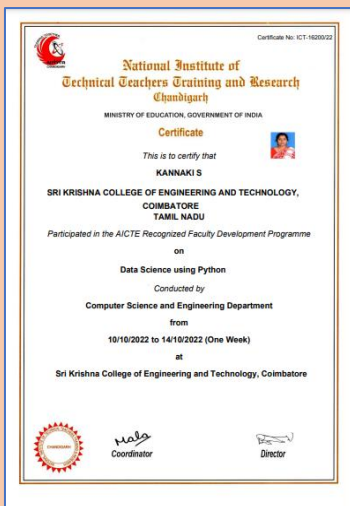 Certificate No: ICT-16200/22
National Institute of
Technical Teachers Training and Research
Chandigarh
MINISTRY OF EDUCATION, GOVERNMENT OF INDIA
Certificate
This is to certify that
KANNAKI S
SRI KRISHNA COLLEGE OF ENGINEERING AND TECHNOLOGY,
COIMBATORE
TAMIL NADU
Participated in the AICTE Recognized Faculty Development Programme
on
Data Science using Python
Conducted by
Computer Science and Engineering Department
from
10/10/2022 to 14/10/2022 (One Week)
at
Sri Krishna College of Engineering and Technology, Coimbatore
CHANDIGARH
Mala
Coordinator
Director